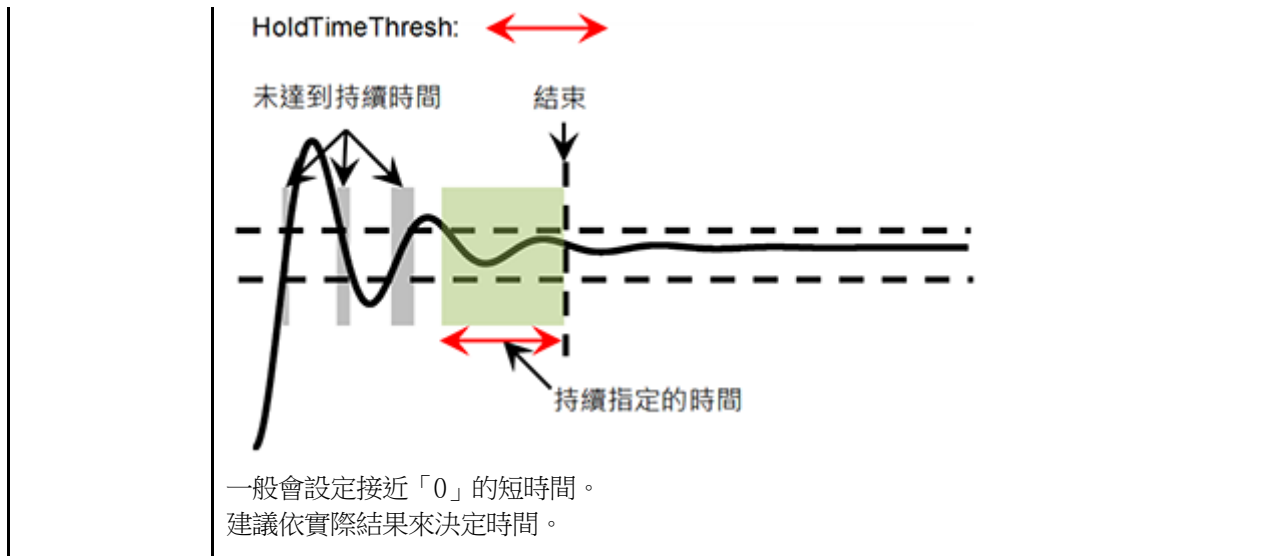 HoldTimeThresh:
未達到持續時間
結束
持續指定的時間
一般會設定接近「0」的短時間。
建議依實際結果來決定時間。